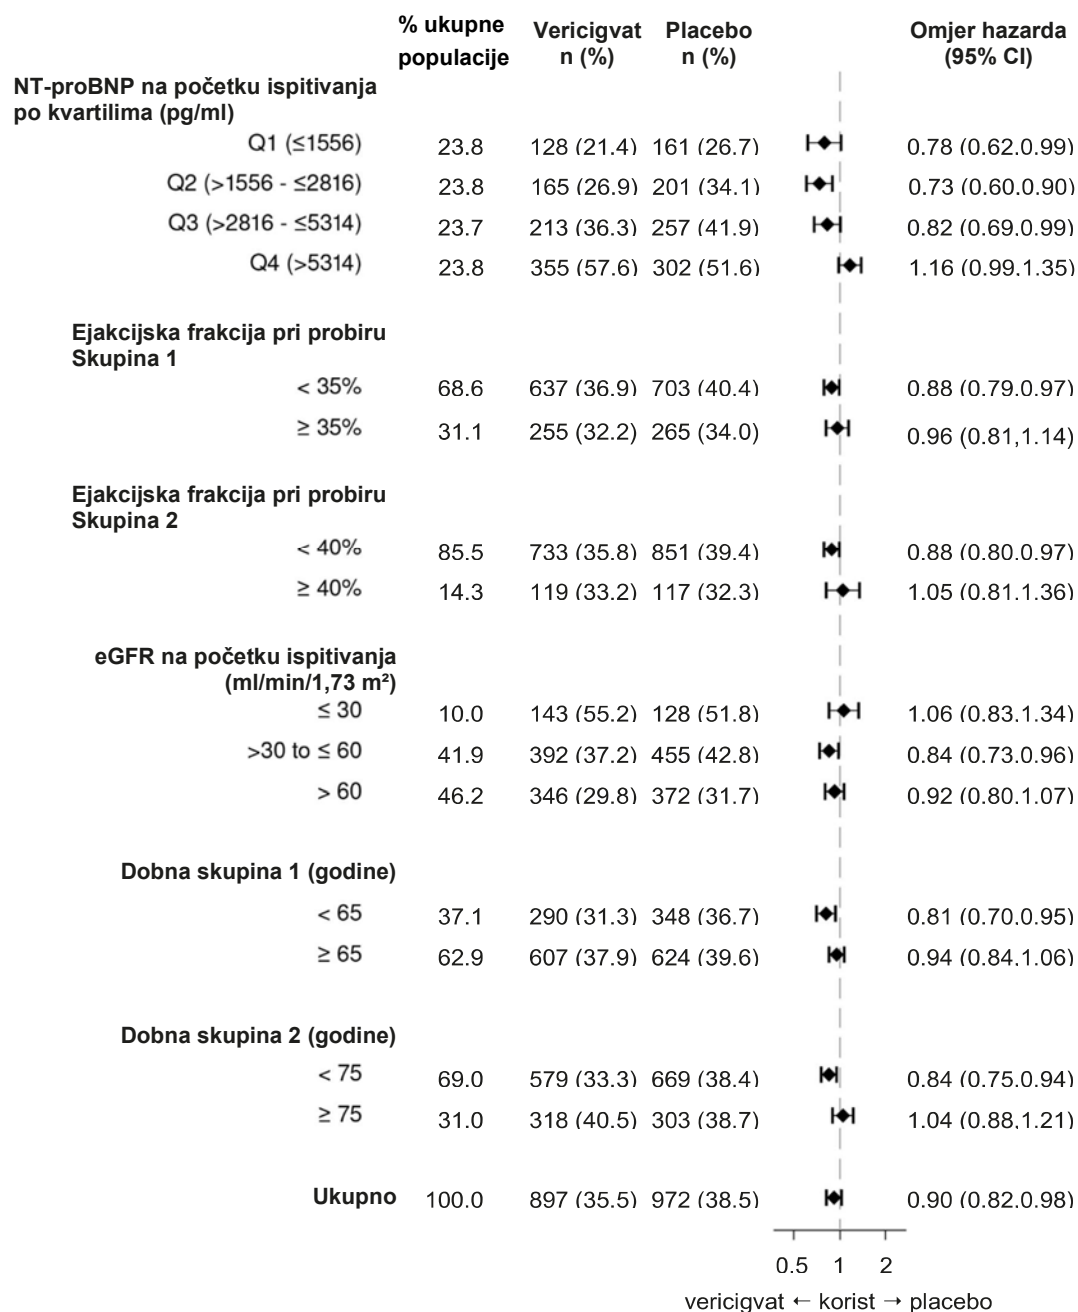 % ukupne populacije Vericigvat n (%) Placebo n (%) Omjer hazarda (95% CI)
NT-proBNP na početku ispitivanja
po kvartilima (pg/ml)
Q1 (≤1556) 23.8 128 (21.4) 161 (26.7) 0.78 (0.62.0.99)
Q2 (>1556 - ≤2816) 23.8 165 (26.9) 201 (34.1) 0.73 (0.60.0.90)
Q3 (>2816 - ≤5314) 23.7 213 (36.3) 257 (41.9) 0.82 (0.69.0.99)
Q4 (>5314) 23.8 355 (57.6) 302 (51.6) 1.16 (0.99.1.35)
Ejakcijska frakcija pri probiru
Skupina 1
< 35% 68.6 637 (36.9) 703 (40.4) 0.88 (0.79.0.97)
≥ 35% 31.1 255 (32.2) 265 (34.0) 0.96 (0.81,1.14)
Ejakcijska frakcija pri probiru
Skupina 2
< 40% 85.5 733 (35.8) 851 (39.4) 0.88 (0.80.0.97)
≥ 40% 14.3 119 (33.2) 117 (32.3) 1.05 (0.81.1.36)
eGFR na početku ispitivanja
(ml/min/1,73 m²)
≤ 30 10.0 143 (55.2) 128 (51.8) 1.06 (0.83.1.34)
>30 to ≤ 60 41.9 392 (37.2) 455 (42.8) 0.84 (0.73.0.96)
> 60 46.2 346 (29.8) 372 (31.7) 0.92 (0.80.1.07)
Dobna skupina 1 (godine)
< 65 37.1 290 (31.3) 348 (36.7) 0.81 (0.70.0.95)
≥ 65 62.9 607 (37.9) 624 (39.6) 0.94 (0.84.1.06)
Dobna skupina 2 (godine)
< 75 69.0 579 (33.3) 669 (38.4) 0.84 (0.75.0.94)
≥ 75 31.0 318 (40.5) 303 (38.7) 1.04 (0.88.1.21)
Ukupno 100.0 897 (35.5) 972 (38.5) 0.90 (0.82.0.98)
0.5 1 2
vericigvat ← korist → placebo